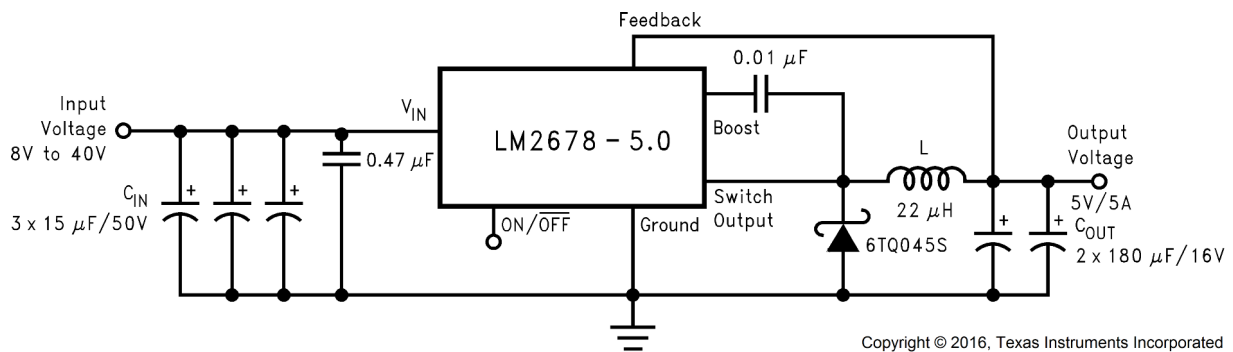 Feedback
0.01 μF
Input
Voltage
8V to 40V
V_IN
LM2678 – 5.0
Boost
0.47 μF
C_IN
3 x 15 μF/50V
+
+
+
ON/O̅F̅F̅
Ground
Switch
Output
L
22 μH
6TQ045S
Output
Voltage
5V/5A
+
+
C_OUT
2 x 180 μF/16V
Copyright © 2016, Texas Instruments Incorporated